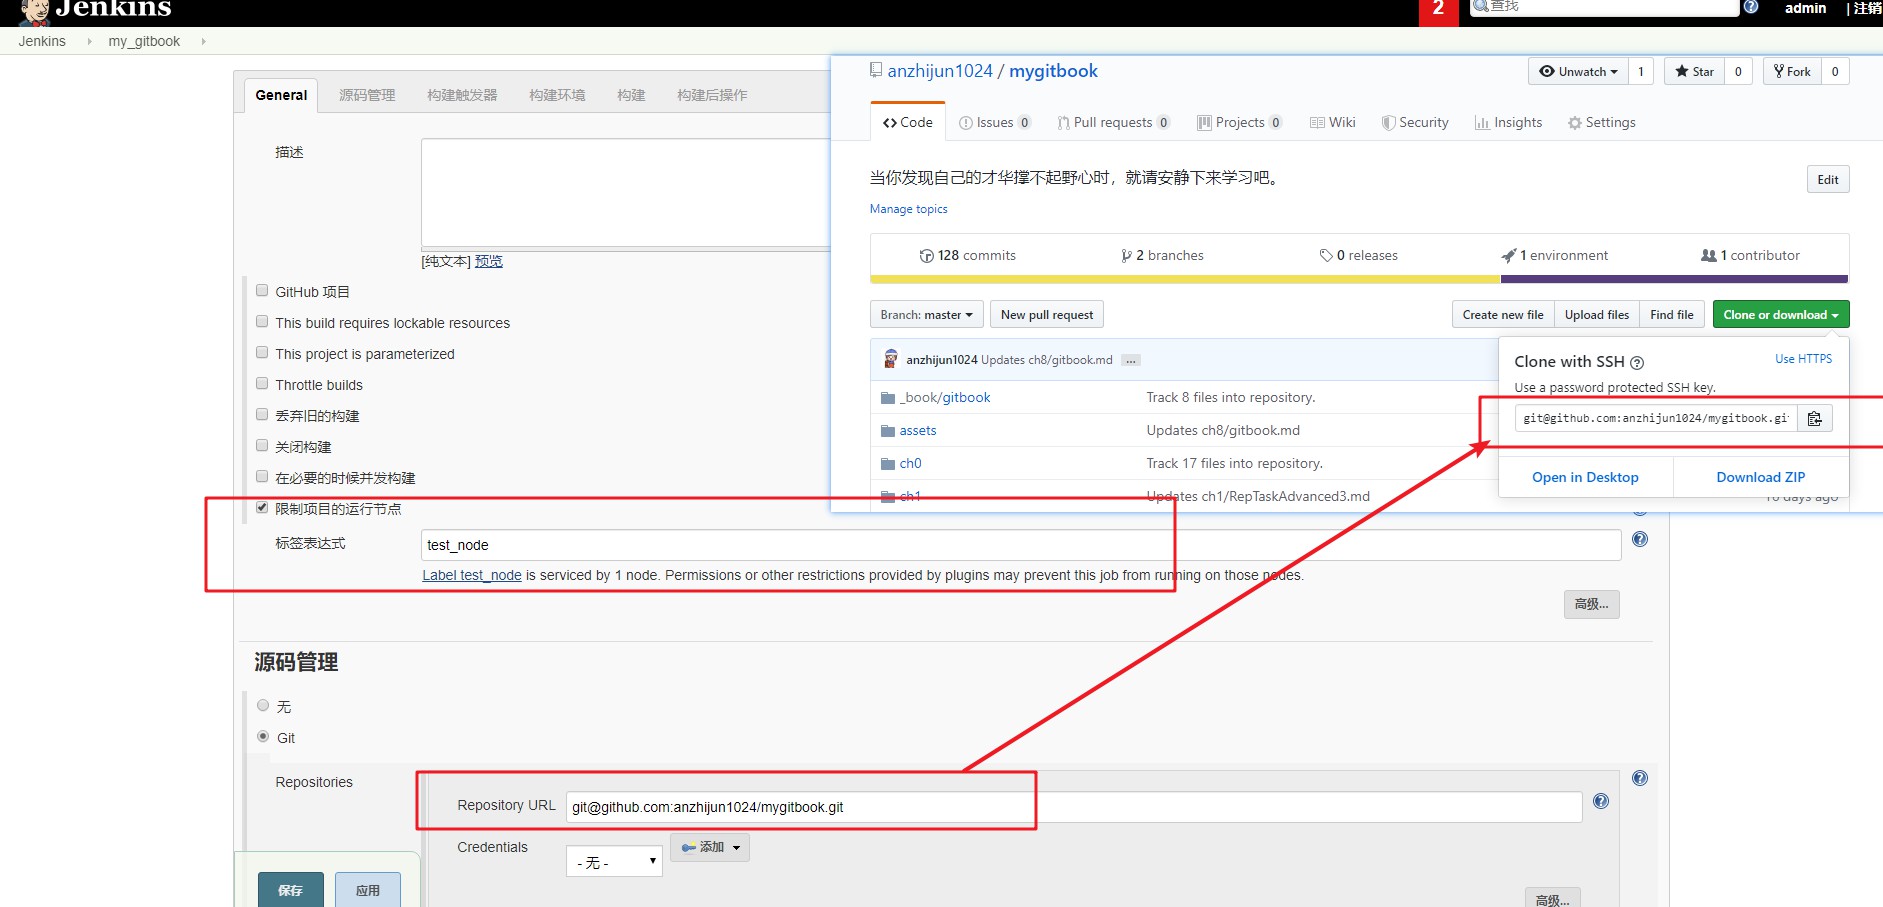 Jenkins
2
查找
admin
| 注销
Jenkins
my_gitbook
General
源码管理
构建触发器
构建环境
构建
构建后操作
描述
[纯文本] 预览
GitHub 项目
This build requires lockable resources
This project is parameterized
Throttle builds
丢弃旧的构建
关闭构建
在必要的时候并发构建
限制项目的运行节点
标签表达式
test_node
Label test_node is serviced by 1 node. Permissions or other restrictions provided by plugins may prevent this job from running on those nodes.
高级...
源码管理
无
Git
Repositories
Repository URL
git@github.com:anzhijun1024/mygitbook.git
Credentials
- 无 -
添加
高级...
保存
应用
anzhijun1024 / mygitbook
Unwatch 1
Star 0
Fork 0
Code
Issues 0
Pull requests 0
Projects 0
Wiki
Security
Insights
Settings
当你发现自己的才华撑不起野心时，就请安静下来学习吧。
Edit
Manage topics
128 commits
2 branches
0 releases
1 environment
1 contributor
Branch: master
New pull request
Create new file
Upload files
Find file
Clone or download
anzhijun1024 Updates ch8/gitbook.md ...
_book/gitbook
Track 8 files into repository.
assets
Updates ch8/gitbook.md
ch0
Track 17 files into repository.
ch1
Updates ch1/RepTaskAdvanced3.md
Clone with SSH
Use HTTPS
Use a password protected SSH key.
git@github.com:anzhijun1024/mygitbook.gi
Open in Desktop
Download ZIP
days ago